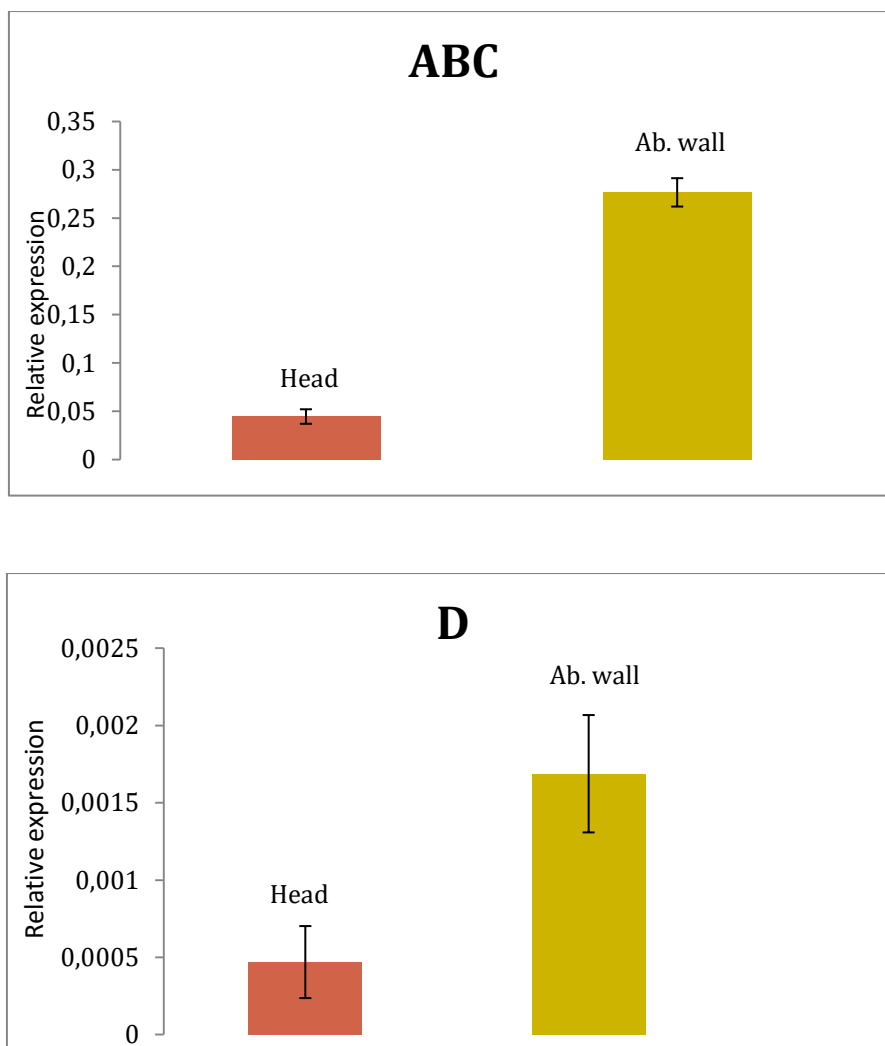 ABC
Relative expression
0,35
0,3
0,25
0,2
0,15
0,1
0,05
0
Head
Ab. wall
D
Relative expression
0,0025
0,002
0,0015
0,001
0,0005
0
Head
Ab. wall